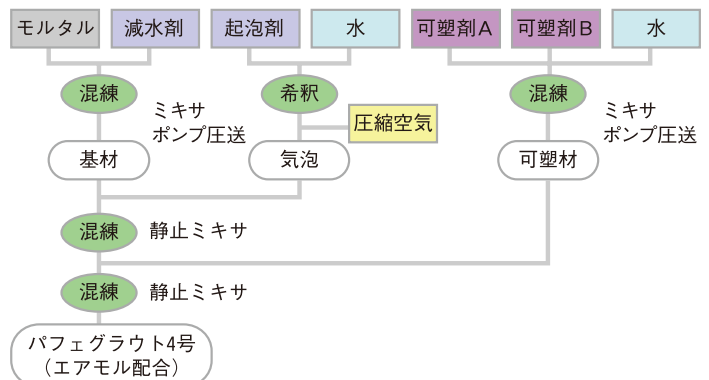 モルタル
減水剤
起泡剤
水
可塑剤A
可塑剤B
水
混練
希釈
混練
ミキサ
ポンプ圧送
圧縮空気
ミキサ
ポンプ圧送
基材
気泡
可塑材
混練
静止ミキサ
混練
静止ミキサ
パフェグラウト4号
（エアモル配合）